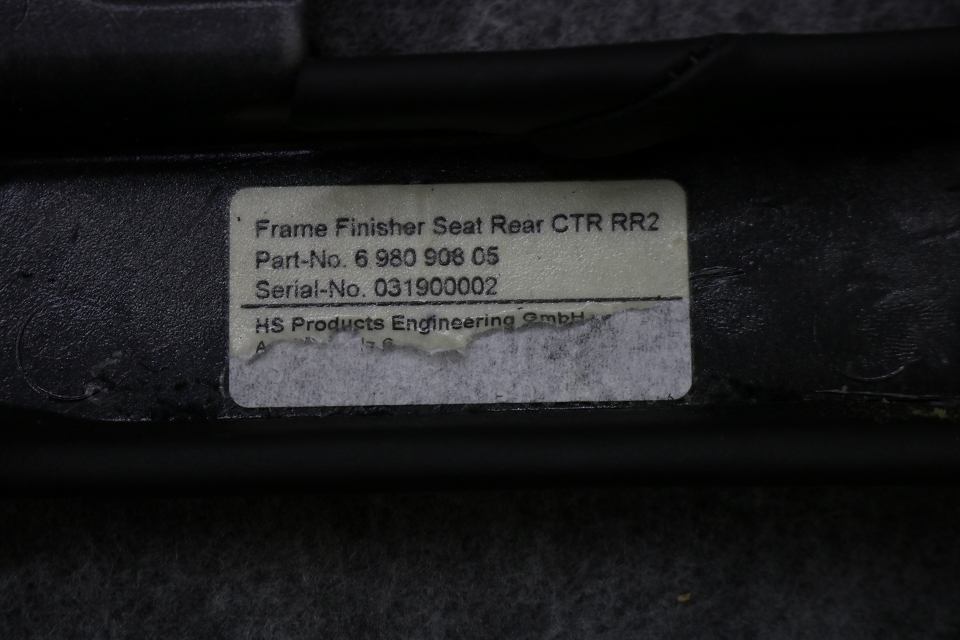 Frame Finisher Seat Rear CTR RR2
Part-No. 6 980 908 05
Serial-No. 031900002
HS Products Engineering GmbH
6